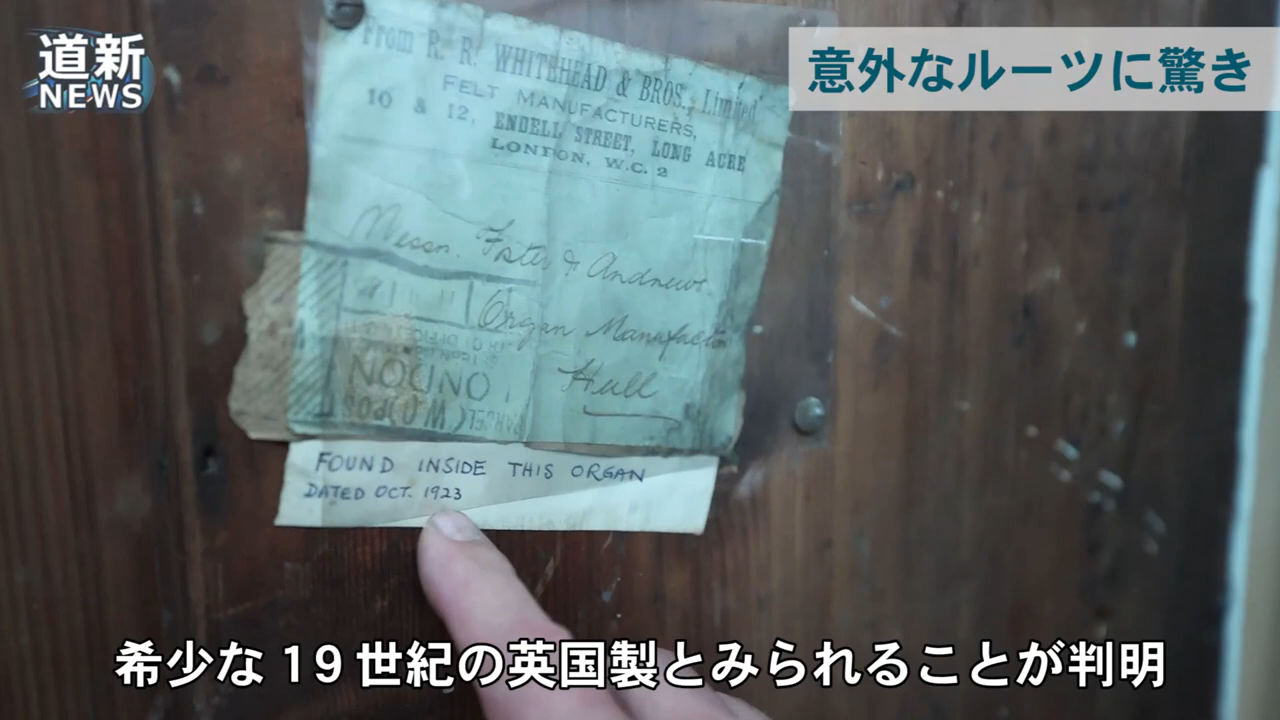 道新
NEWS
意外なルーツに驚き
From R. R. WHITEHEAD & BROS., Limited
FELT MANUFACTURERS,
10 & 12, ENDELL STREET, LONG ACRE
LONDON, W.C. 2
Messrs. Foster & Andrews
Organ Manufacto
Hull
FOUND INSIDE THIS ORGAN
DATED OCT. 1923
希少な19世紀の英国製とみられることが判明